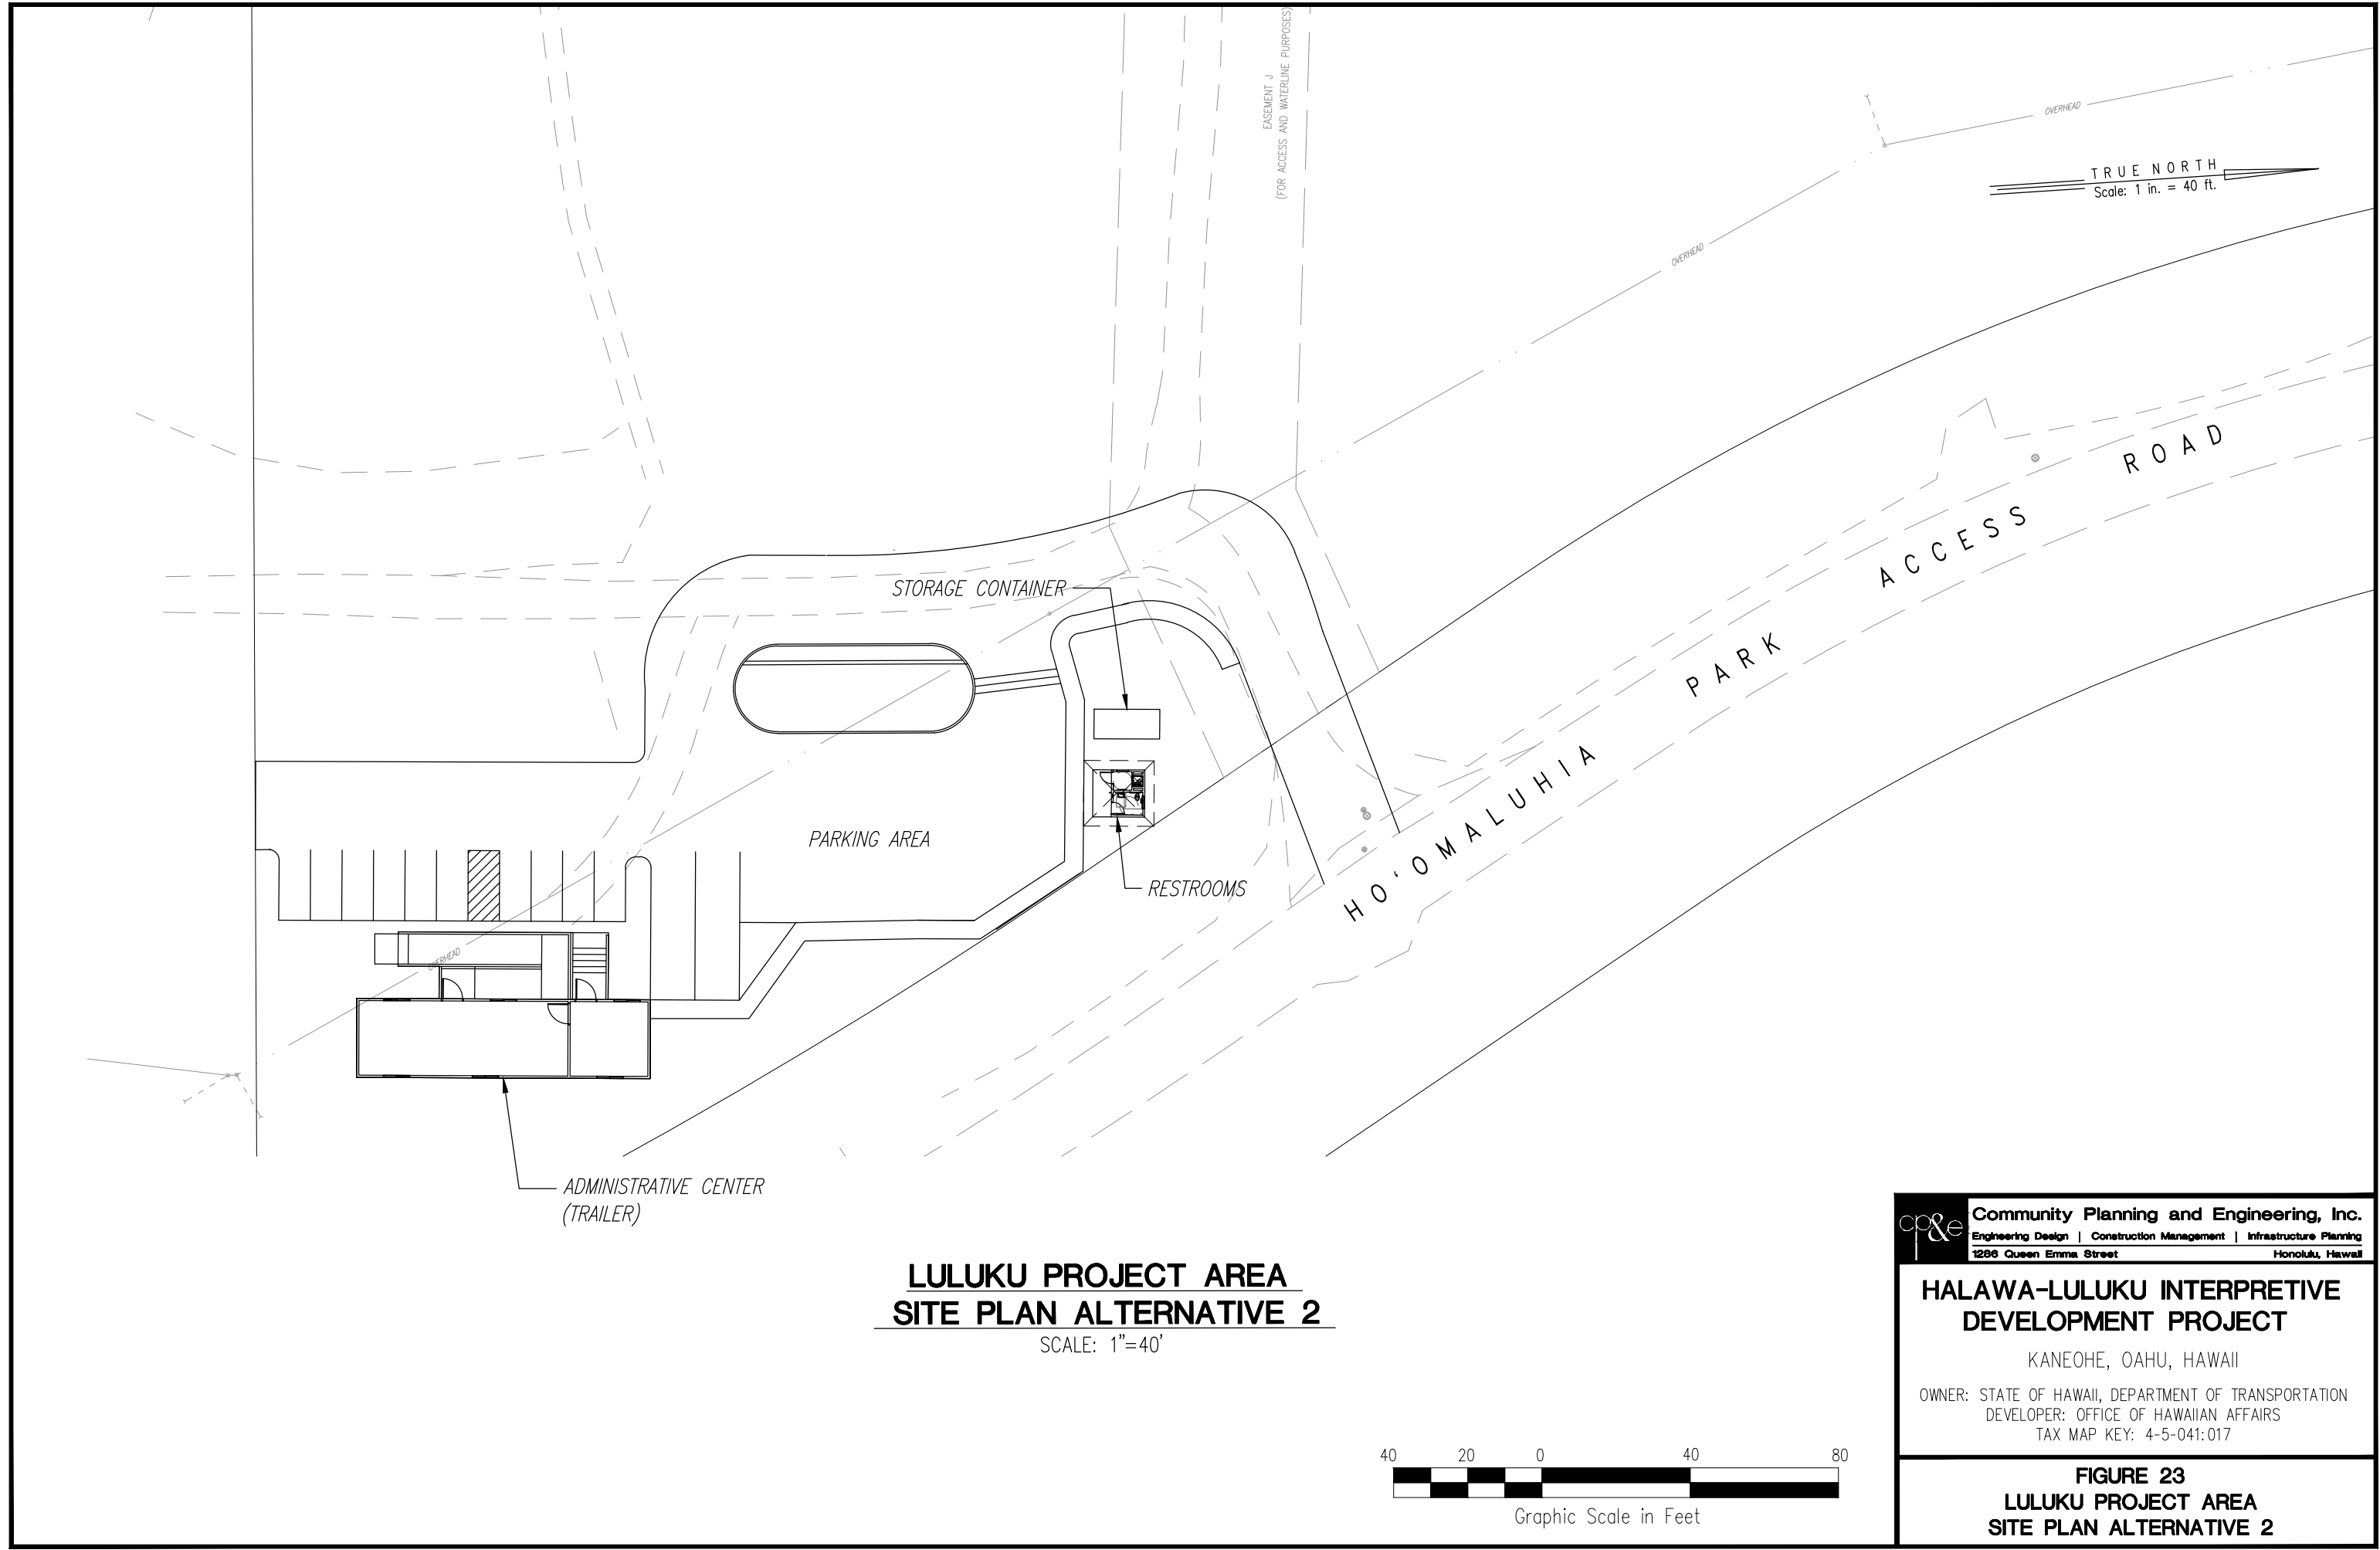 EASEMENT J
(FOR ACCESS AND WATERLINE PURPOSES)
OVERHEAD
OVERHEAD
TRUE NORTH
Scale: 1 in. = 40 ft.
HO'OMALUHIA PARK ACCESS ROAD
STORAGE CONTAINER
PARKING AREA
RESTROOMS
OVERHEAD
ADMINISTRATIVE CENTER
(TRAILER)
LULUKU PROJECT AREA
SITE PLAN ALTERNATIVE 2
SCALE: 1"=40'
40 20 0 40 80
Graphic Scale in Feet
cp&e
Community Planning and Engineering, Inc.
Engineering Design | Construction Management | Infrastructure Planning
1286 Queen Emma Street Honolulu, Hawaii
HALAWA-LULUKU INTERPRETIVE
DEVELOPMENT PROJECT
KANEOHE, OAHU, HAWAII
OWNER: STATE OF HAWAII, DEPARTMENT OF TRANSPORTATION
DEVELOPER: OFFICE OF HAWAIIAN AFFAIRS
TAX MAP KEY: 4-5-041:017
FIGURE 23
LULUKU PROJECT AREA
SITE PLAN ALTERNATIVE 2